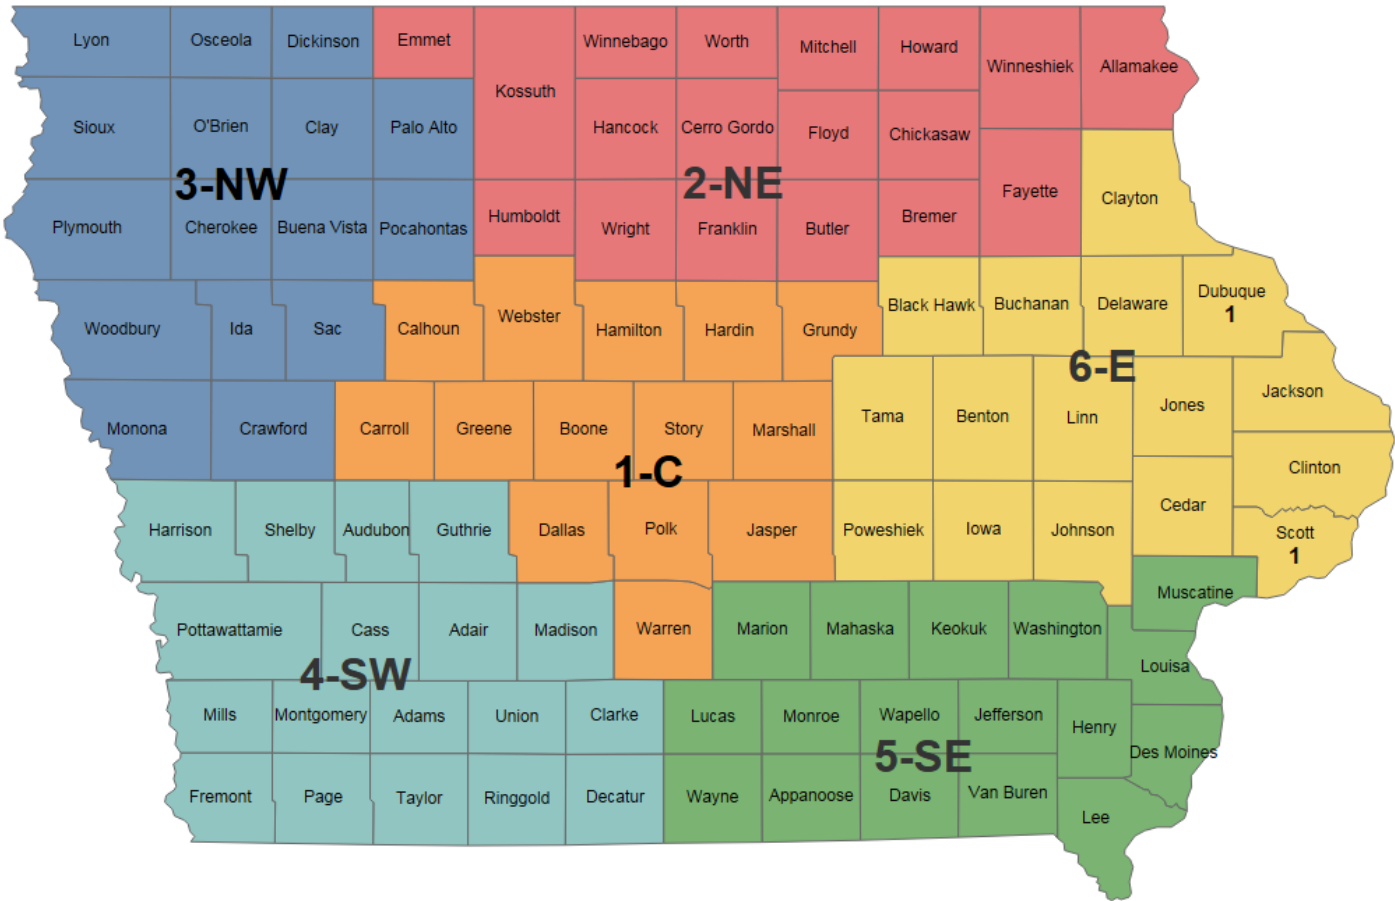 Lyon Osceola Dickinson Emmet Winnebago Worth Mitchell Howard
Kossuth Winneshiek Allamakee
Sioux O'Brien Clay Palo Alto Hancock Cerro Gordo Floyd Chickasaw
3-NW 2-NE
Plymouth Cherokee Buena Vista Pocahontas Humboldt Wright Franklin Butler Bremer Fayette Clayton
Woodbury Ida Sac Calhoun Webster Hamilton Hardin Grundy Black Hawk Buchanan Delaware Dubuque
1
6-E
Monona Crawford Carroll Greene Boone Story Marshall Tama Benton Linn Jones Jackson
1-C
Clinton
Harrison Shelby Audubon Guthrie Dallas Polk Jasper Poweshiek Iowa Johnson Cedar Scott
1
Pottawattamie Cass Adair Madison Warren Marion Mahaska Keokuk Washington Muscatine
4-SW
Louisa
Mills Montgomery Adams Union Clarke Lucas Monroe Wapello Jefferson Henry Des Moines
5-SE
Fremont Page Taylor Ringgold Decatur Wayne Appanoose Davis Van Buren Lee